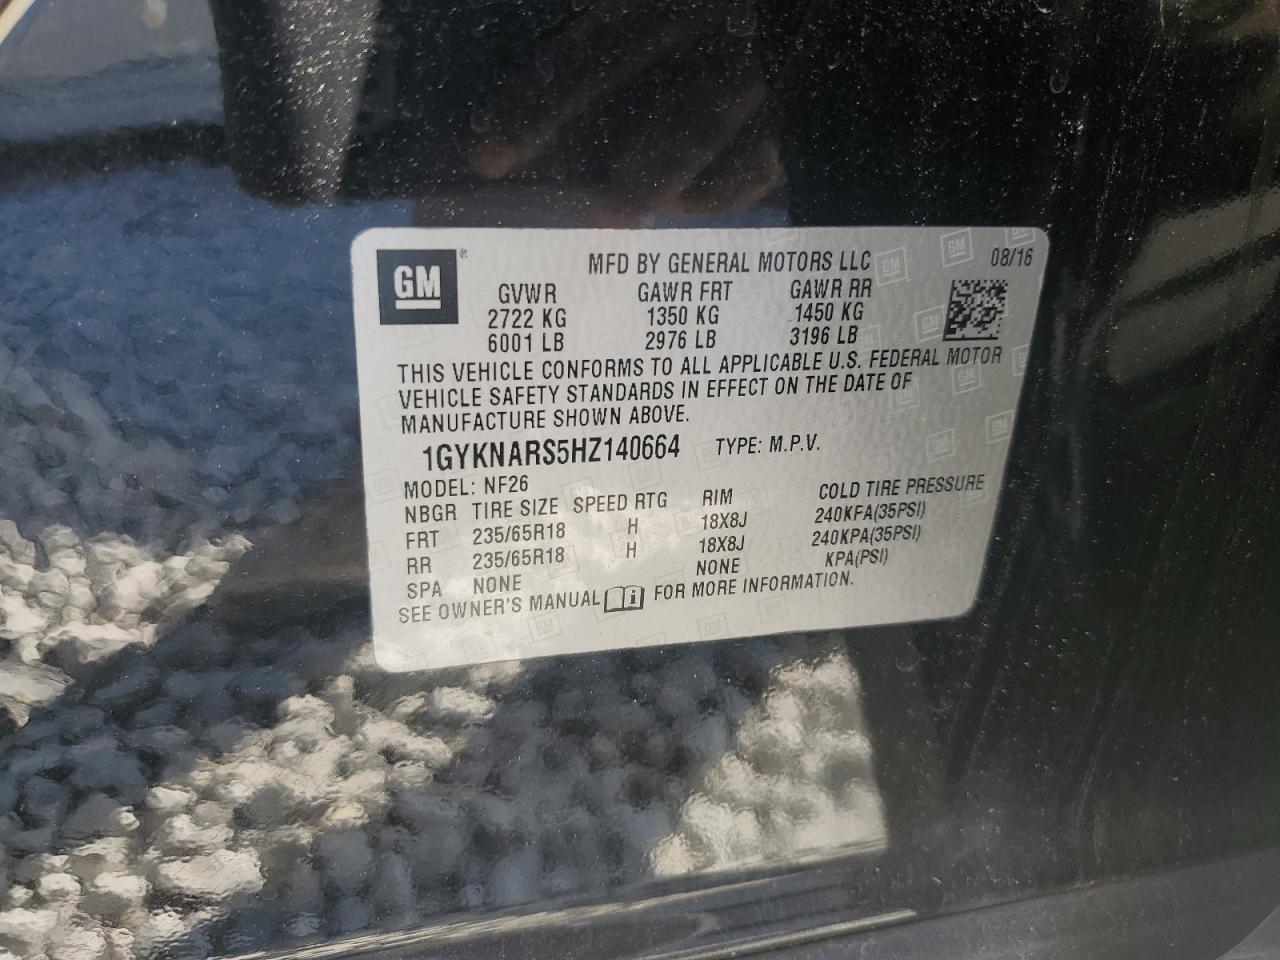 GM ®
MFD BY GENERAL MOTORS LLC 08/16
GVWR GAWR FRT GAWR RR
2722 KG 1350 KG 1450 KG
6001 LB 2976 LB 3196 LB
THIS VEHICLE CONFORMS TO ALL APPLICABLE U.S. FEDERAL MOTOR
VEHICLE SAFETY STANDARDS IN EFFECT ON THE DATE OF
MANUFACTURE SHOWN ABOVE.
1GYKNARS5HZ140664 TYPE: M.P.V.
MODEL: NF26
NBGR TIRE SIZE SPEED RTG RIM COLD TIRE PRESSURE
FRT 235/65R18 H 18X8J 240KPA(35PSI)
RR 235/65R18 H 18X8J 240KPA(35PSI)
SPA NONE NONE KPA(PSI)
SEE OWNER'S MANUAL i FOR MORE INFORMATION.